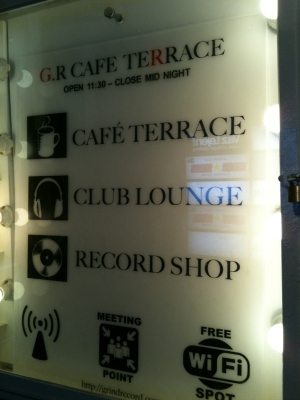 G.R CAFE TERRACE
OPEN 11:30 – CLOSE MID NIGHT
CAFÉ TERRACE
CLUB LOUNGE
RECORD SHOP
MEETING
POINT
FREE
WiFi
SPOT